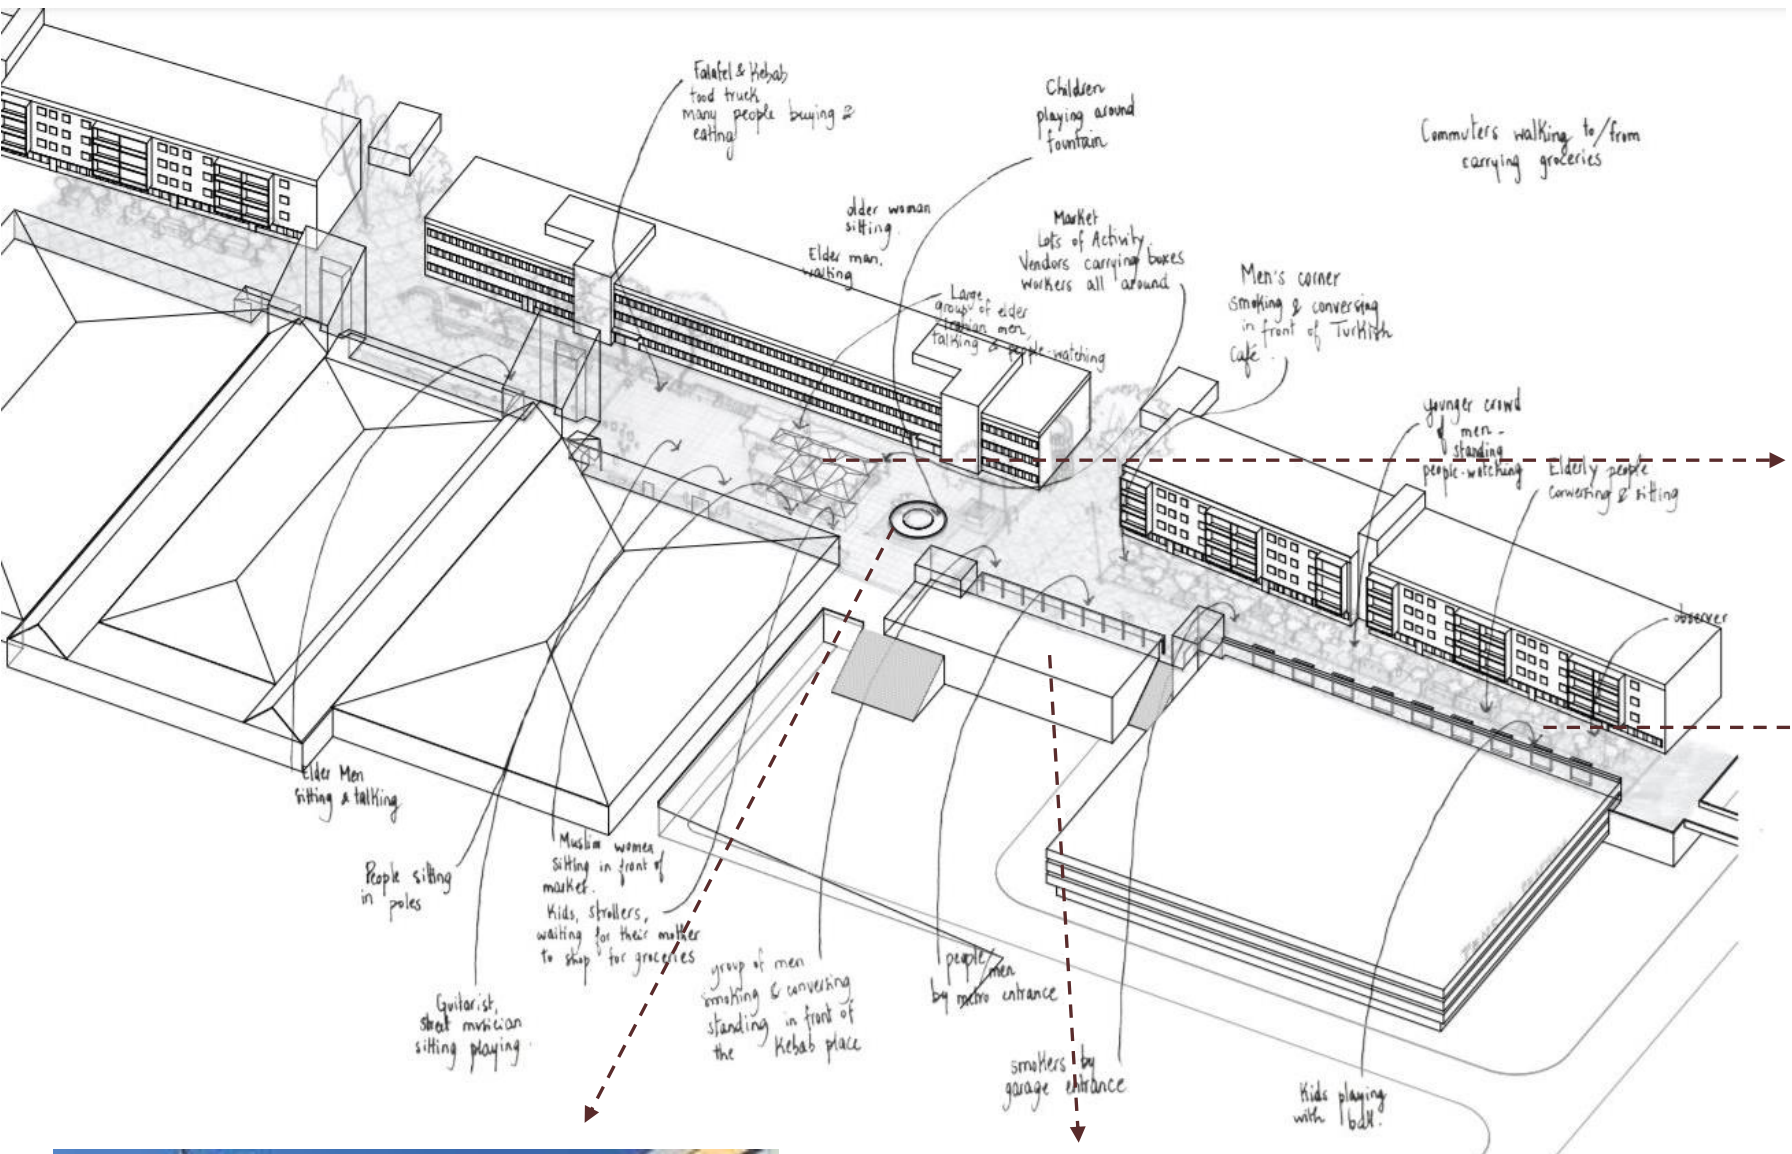 Falafel & Kebab
food truck
many people buying &
eating
Children
playing around
fountain
Commuters walking to/from
carrying groceries
older woman
sitting.
Elder man,
waiting
Market
Lots of Activity.
Vendors carrying boxes
workers all around
Large
group of elder
men,
talking & people-watching
Men's corner
smoking & conversing
in front of Turkish
Café.
younger crowd
of men -
standing
people-watching
Elderly people
conversing & sitting
observer
Elder Men
sitting & talking
People sitting
in poles
Muslim women
sitting in front of
market.
Kids, strollers,
waiting for their mother
to shop for groceries
Guitarist,
street musician
sitting playing.
group of men
smoking & conversing,
standing in front of
the Kebab place
people/men
by metro entrance
smokers by
garage entrance
Kids playing
with ball.